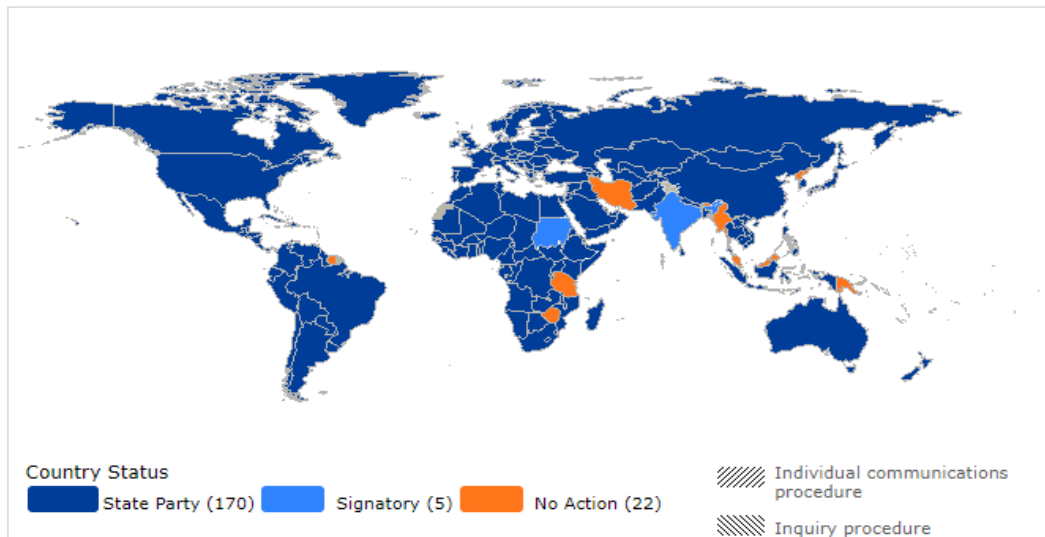 Country Status
State Party (170)
Signatory (5)
No Action (22)
Individual communications
procedure
Inquiry procedure